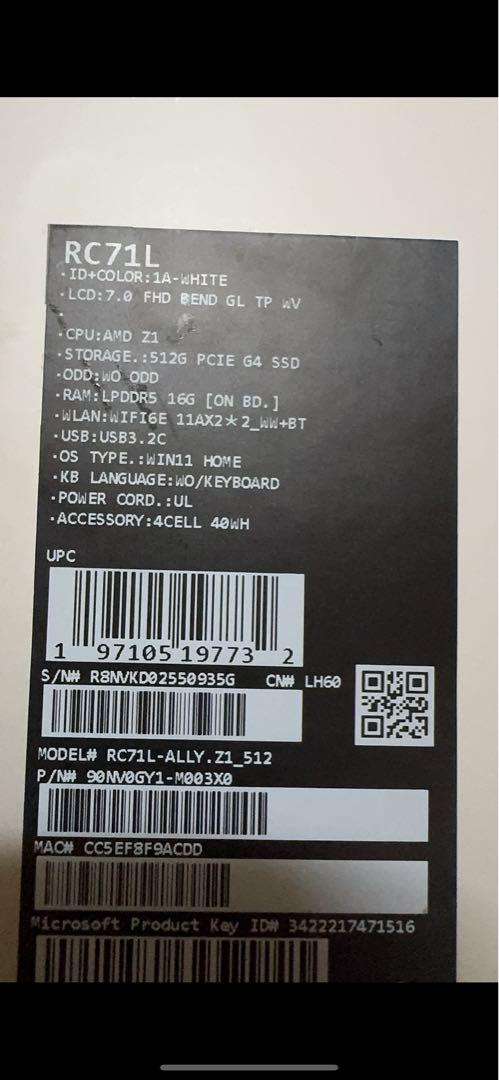 RC71L
·ID+COLOR:1A-WHITE
·LCD:7.0 FHD BEND GL TP WV
·CPU:AMD Z1
·STORAGE.:512G PCIE G4 SSD
·ODD:WO ODD
·RAM:LPDDR5 16G [ON BD.]
·WLAN:WIFI6E 11AX2*2_WW+BT
·USB:USB3.2C
·OS TYPE.:WIN11 HOME
·KB LANGUAGE:WO/KEYBOARD
·POWER CORD.:UL
·ACCESSORY:4CELL 40WH
UPC
1 97105 19773 2
S/N# R8NVKD02550935G CN# LH60
MODEL# RC71L-ALLY.Z1_512
P/N# 90NV0GY1-M003X0
MAC# CC5EF8F9ACDD
Microsoft Product Key ID# 3422217471516